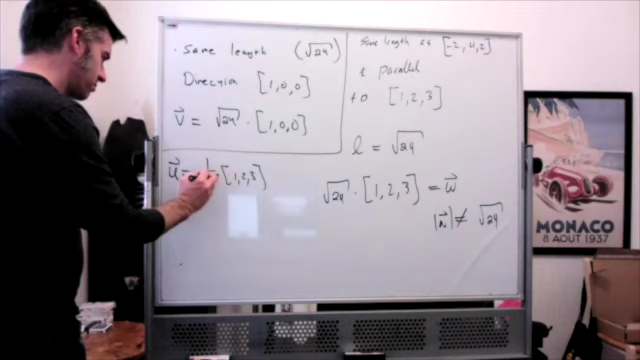 · Same length (√24)
Direction [1,0,0]
v⃗ = √24 · [1,0,0]
u⃗ = 1 [1,2,3]
Same length as [-2,4,2]
& parallel
to [1,2,3]
l = √24
√24 · [1,2,3] = w⃗
|w⃗| ≠ √24
MONACO
8 AOUT 1937